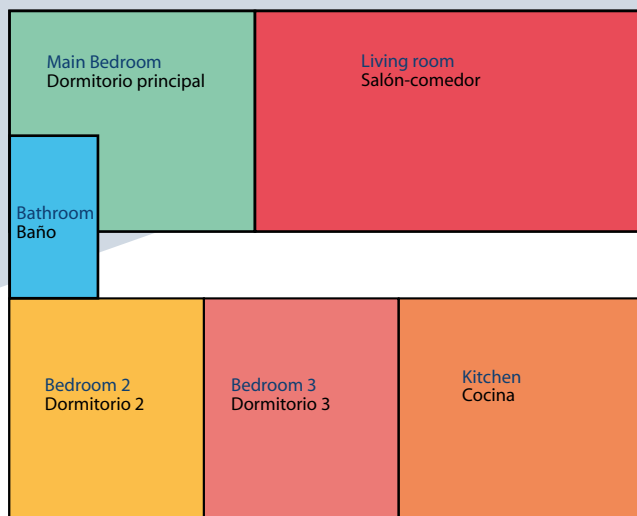 Main Bedroom
Dormitorio principal
Living room
Salón-comedor
Bathroom
Baño
Bedroom 2
Dormitorio 2
Bedroom 3
Dormitorio 3
Kitchen
Cocina